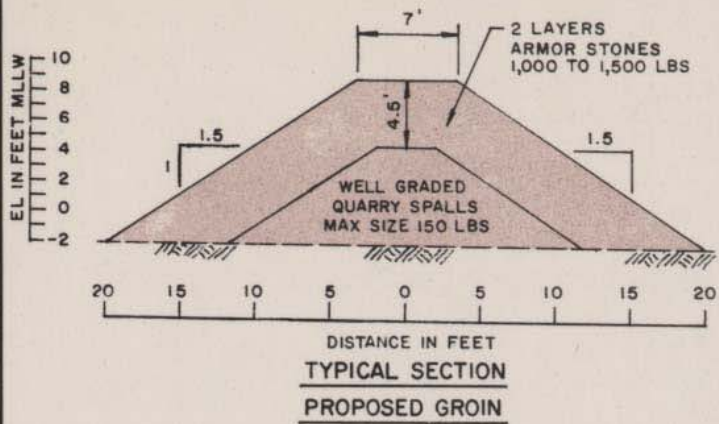 7'
2 LAYERS
ARMOR STONES
1,000 TO 1,500 LBS
EL IN FEET MLLW
10
8
6
4
2
0
-2
1.5
1
4.5'
1.5
WELL GRADED
QUARRY SPALLS
MAX SIZE 150 LBS
20 15 10 5 0 5 10 15 20
DISTANCE IN FEET
TYPICAL SECTION
PROPOSED GROIN